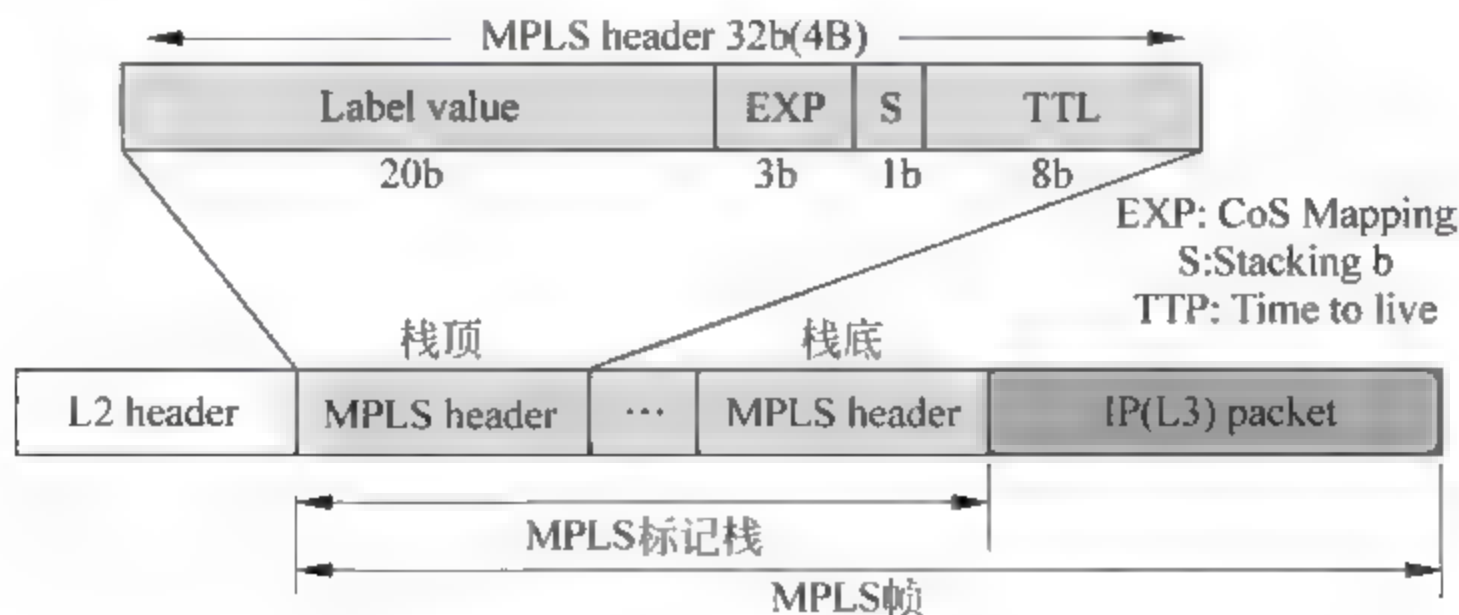 MPLS header 32b(4B)
Label value EXP S TTL
20b 3b 1b 8b
EXP: CoS Mapping
S:Stacking b
TTP: Time to live
栈顶 栈底
L2 header MPLS header ··· MPLS header IP(L3) packet
MPLS标记栈
MPLS帧